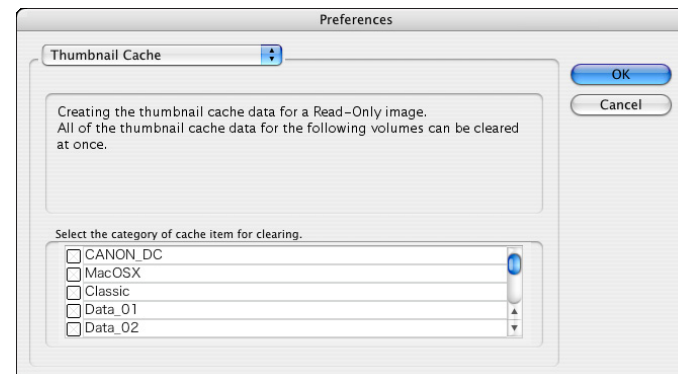 Preferences
Thumbnail Cache
OK
Cancel
Creating the thumbnail cache data for a Read-Only image.
All of the thumbnail cache data for the following volumes can be cleared
at once.
Select the category of cache item for clearing.
CANON_DC
MacOSX
Classic
Data_01
Data_02